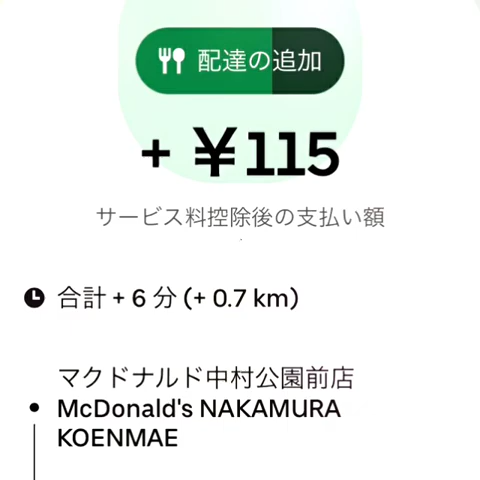 配達の追加
+ ¥115
サービス料控除後の支払い額
合計 + 6 分 (+ 0.7 km)
マクドナルド中村公園前店
McDonald's NAKAMURA
KOENMAE